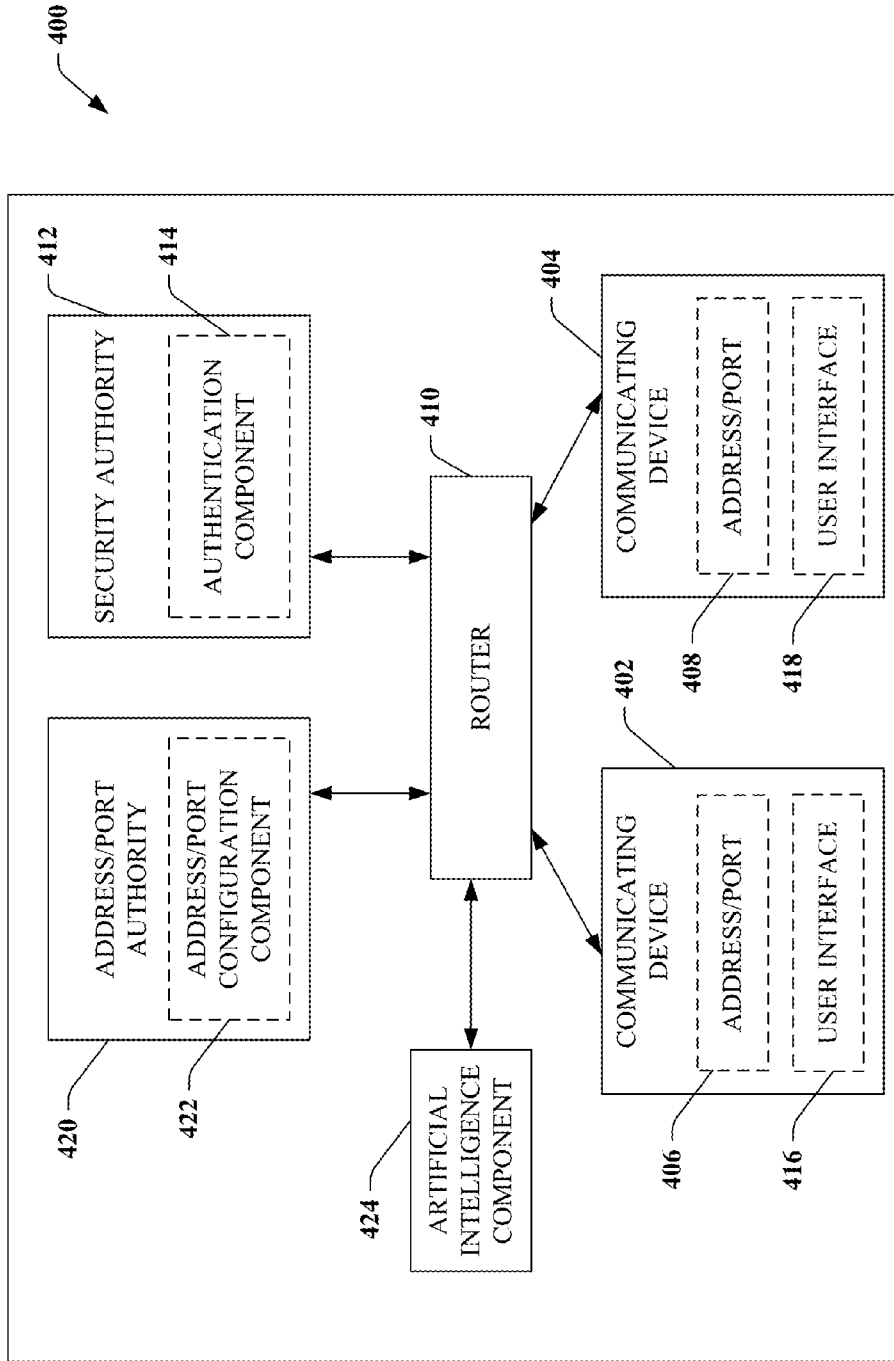 400
420
ADDRESS/PORT
AUTHORITY
422
ADDRESS/PORT
CONFIGURATION
COMPONENT
412
SECURITY AUTHORITY
414
AUTHENTICATION
COMPONENT
424
ARTIFICIAL
INTELLIGENCE
COMPONENT
410
ROUTER
402
COMMUNICATING
DEVICE
406
ADDRESS/PORT
416
USER INTERFACE
404
COMMUNICATING
DEVICE
408
ADDRESS/PORT
418
USER INTERFACE